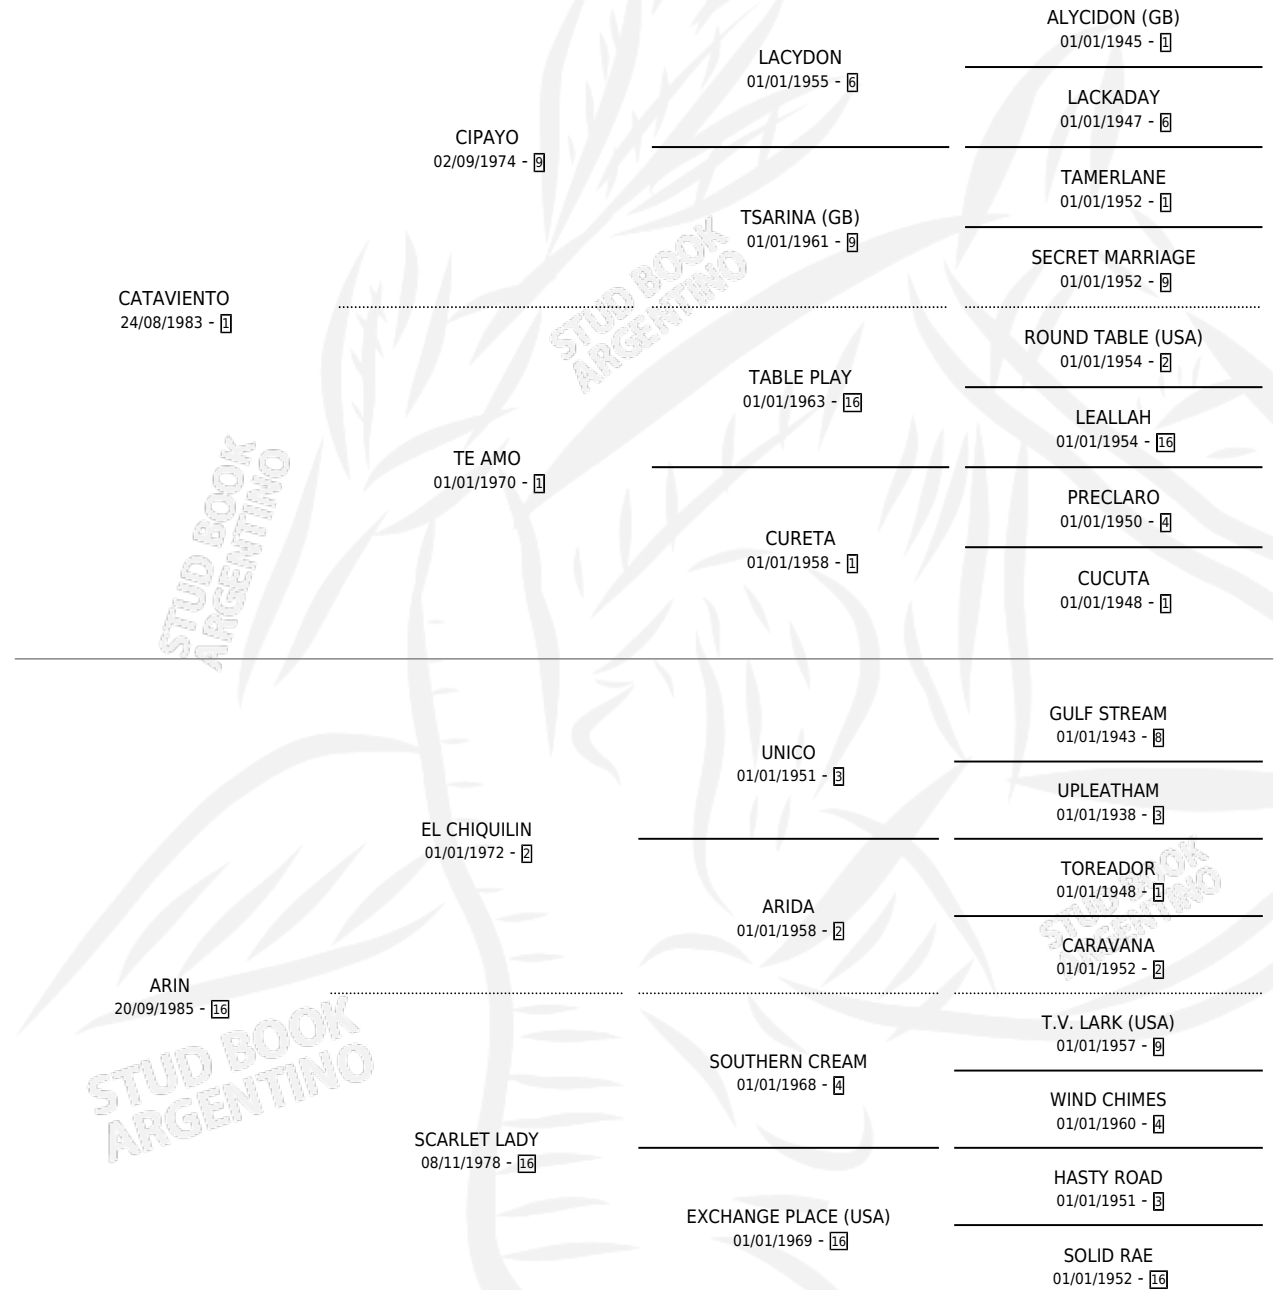 ALYCIDON (GB)
01/01/1945 - 1
LACYDON
01/01/1955 - 6
LACKADAY
01/01/1947 - 6
CIPAYO
02/09/1974 - 9
TAMERLANE
01/01/1952 - 1
TSARINA (GB)
01/01/1961 - 9
SECRET MARRIAGE
01/01/1952 - 9
CATAVIENTO
24/08/1983 - 1
STUD BOOK
ARGENTINO
ROUND TABLE (USA)
01/01/1954 - 2
TABLE PLAY
01/01/1963 - 16
LEALLAH
01/01/1954 - 16
TE AMO
01/01/1970 - 1
PRECLARO
01/01/1950 - 4
CURETA
01/01/1958 - 1
CUCUTA
01/01/1948 - 1
STUD BOOK
ARGENTINO
GULF STREAM
01/01/1943 - 8
UNICO
01/01/1951 - 3
UPLEATHAM
01/01/1938 - 3
EL CHIQUILIN
01/01/1972 - 2
TOREADOR
01/01/1948 - 1
ARIDA
01/01/1958 - 2
CARAVANA
01/01/1952 - 2
STUD BOOK
ARGENTINO
ARIN
20/09/1985 - 16
T.V. LARK (USA)
01/01/1957 - 9
SOUTHERN CREAM
01/01/1968 - 4
WIND CHIMES
01/01/1960 - 4
STUD BOOK
ARGENTINO
SCARLET LADY
08/11/1978 - 16
HASTY ROAD
01/01/1951 - 3
EXCHANGE PLACE (USA)
01/01/1969 - 16
SOLID RAE
01/01/1952 - 16